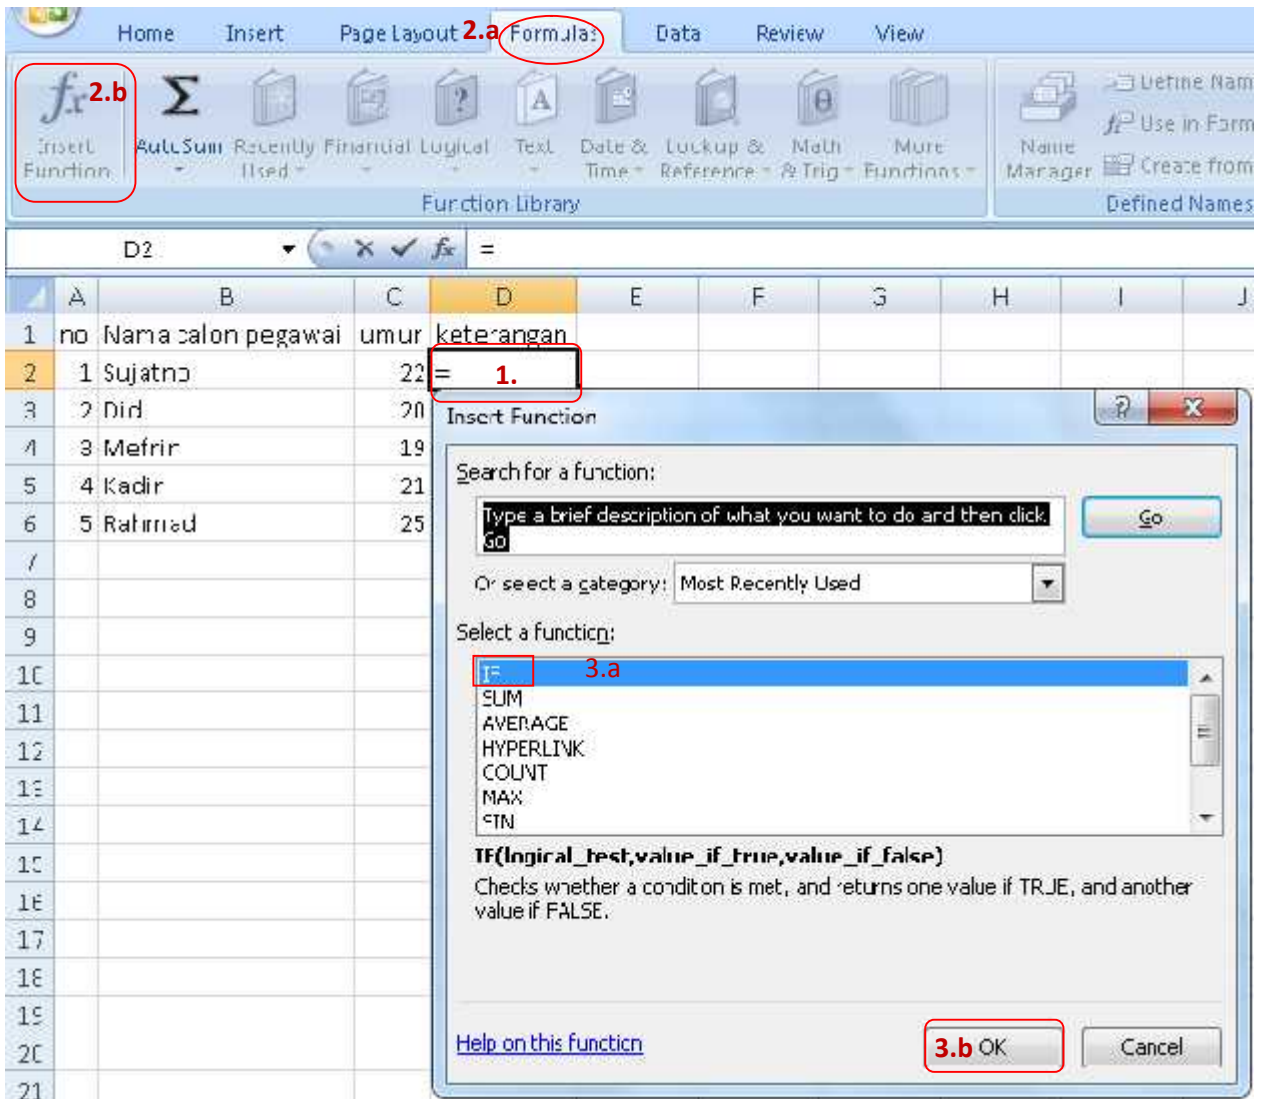 Home Insert Page Layout 2.a Formulas Data Review View
fx 2.b Σ ? A θ
Insert Function AutoSum Recently Used Financial Logical Text Date & Time Lookup & Reference Math & Trig More Functions Name Manager
Define Nam
Use in Form
Create from
Function Library Defined Names
D2 fx =
A B C D E F G H I J
1 no Nama calon pegawai umur keterangan
2 1 Sujatno 22 = 1.
3 2 Did 20
4 3 Mefrin 19
5 4 Kadir 21
6 5 Rahmad 25
7
8
9
10
11
12
13
14
15
16
17
18
19
20
21
Insert Function ?
Search for a function:
Type a brief description of what you want to do and then click
Go
Go
Or select a category: Most Recently Used
Select a function:
IF 3.a
SUM
AVERAGE
HYPERLINK
COUNT
MAX
SIN
IF(logical_test,value_if_true,value_if_false)
Checks whether a condition is met, and returns one value if TRUE, and another
value if FALSE.
Help on this function 3.b OK Cancel